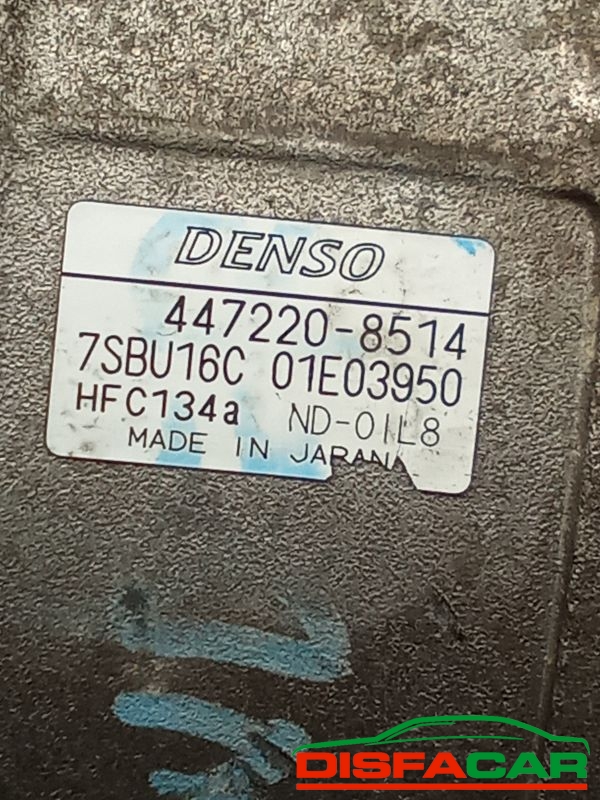 DENSO
447220-8514
7SBU16C 01E03950
HFC134a ND-OIL8
MADE IN JAPAN
DISFACAR